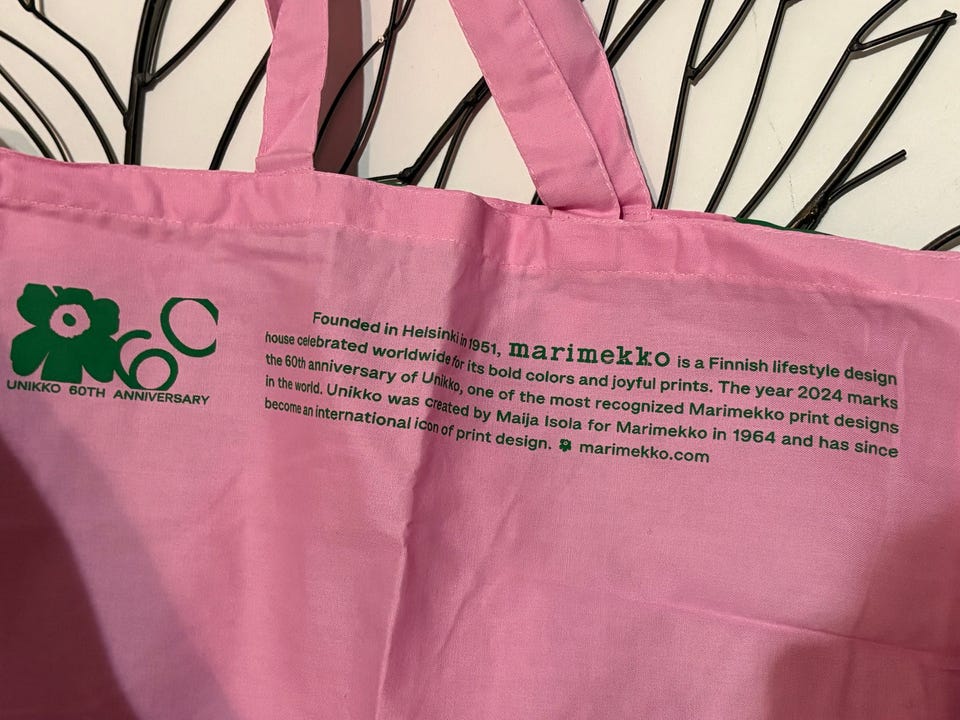 60
UNIKKO 60TH ANNIVERSARY
Founded in Helsinki in 1951, marimekko is a Finnish lifestyle design
house celebrated worldwide for its bold colors and joyful prints. The year 2024 marks
the 60th anniversary of Unikko, one of the most recognized Marimekko print designs
in the world. Unikko was created by Maija Isola for Marimekko in 1964 and has since
become an international icon of print design. marimekko.com